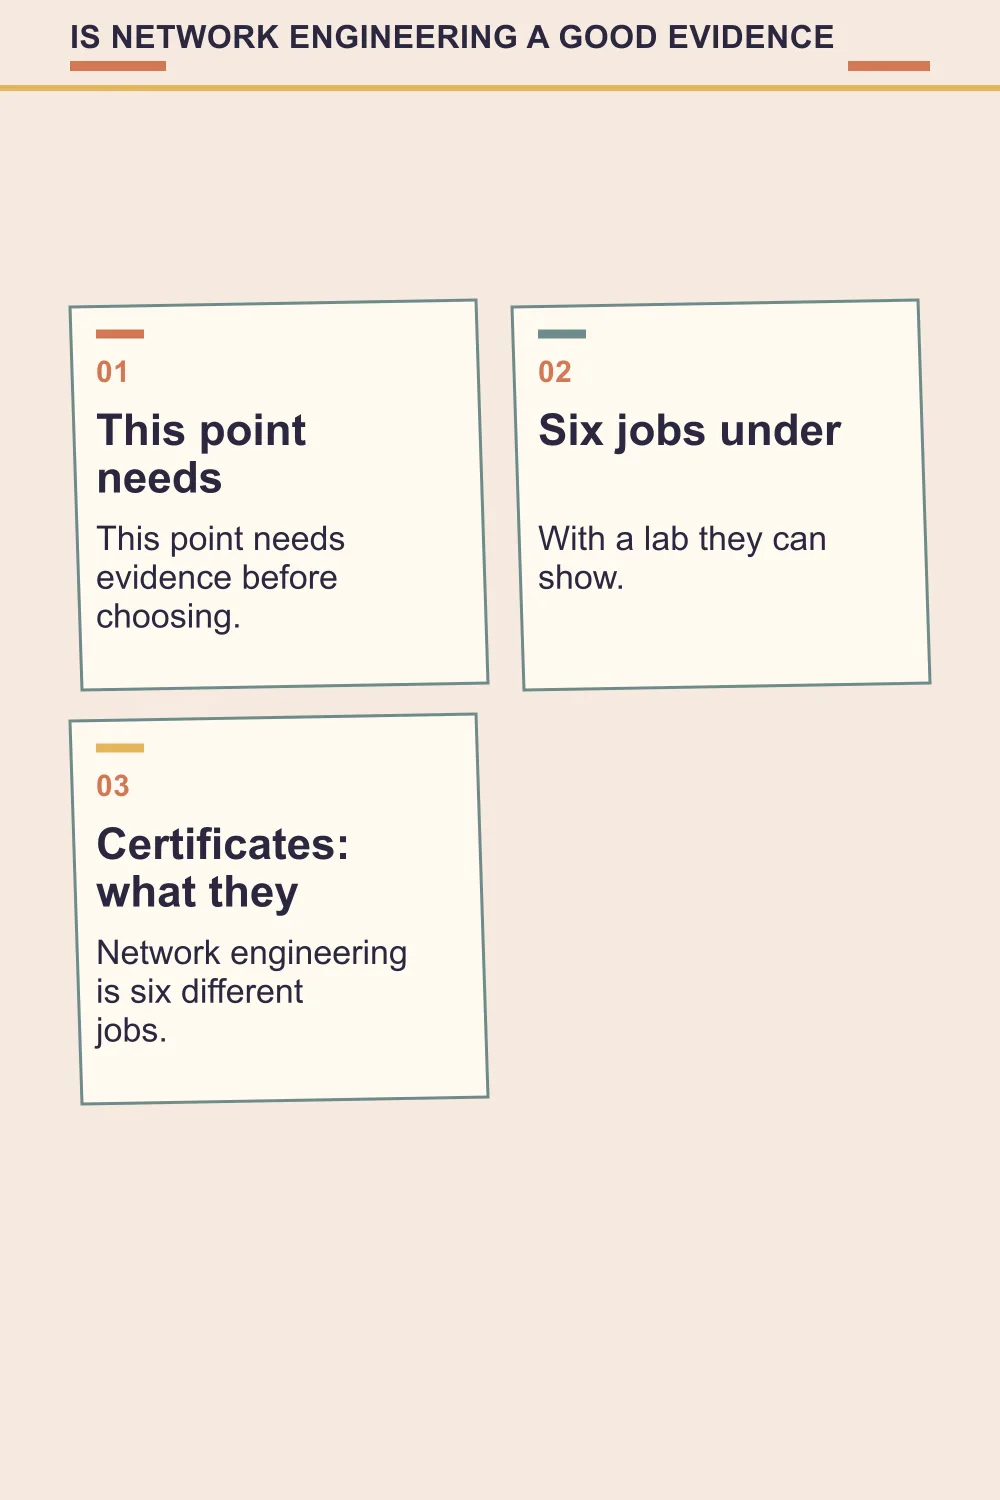 IS NETWORK ENGINEERING A GOOD EVIDENCE
01
This point
needs
This point needs
evidence before
choosing.
02
Six jobs under
With a lab they can
show.
03
Certificates:
what they
Network engineering
is six different
jobs.